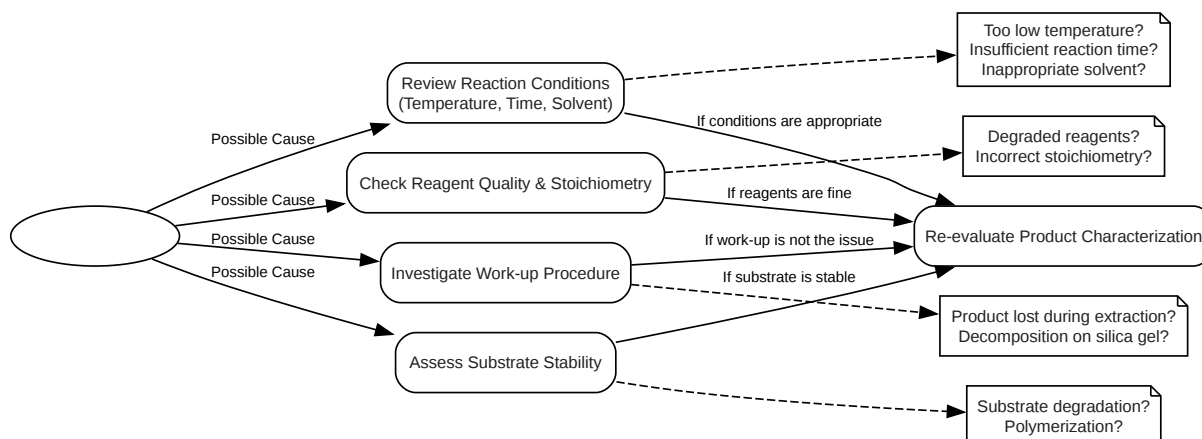 Too low temperature?
Insufficient reaction time?
Inappropriate solvent?
Review Reaction Conditions
(Temperature, Time, Solvent)
If conditions are appropriate
Possible Cause
Degraded reagents?
Incorrect stoichiometry?
Check Reagent Quality & Stoichiometry
If reagents are fine
Possible Cause
Re-evaluate Product Characterization
If work-up is not the issue
Possible Cause
Investigate Work-up Procedure
If substrate is stable
Possible Cause
Product lost during extraction?
Decomposition on silica gel?
Assess Substrate Stability
Substrate degradation?
Polymerization?